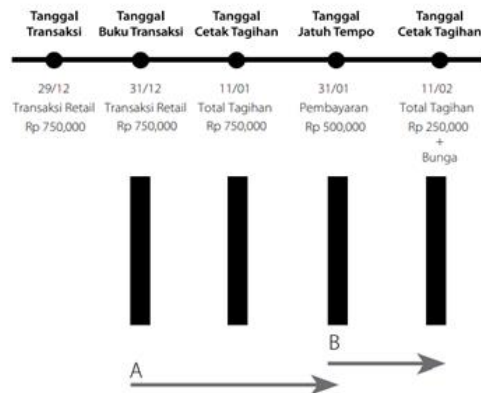 Tanggal
Transaksi
Tanggal
Buku Transaksi
Tanggal
Cetak Tagihan
Tanggal
Jatuh Tempo
Tanggal
Cetak Tagihan
29/12
Transaksi Retail
Rp 750,000
31/12
Transaksi Retail
Rp 750,000
11/01
Total Tagihan
Rp 750,000
31/01
Pembayaran
Rp 500,000
11/02
Total Tagihan
Rp 250,000
+
Bunga
A
B